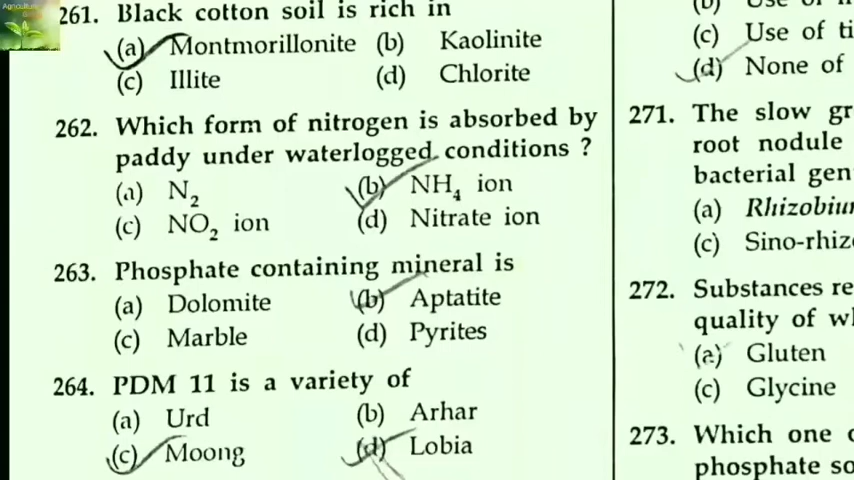 Agriculture
261. Black cotton soil is rich in
(a) Montmorillonite (b) Kaolinite
(c) Illite (d) Chlorite
262. Which form of nitrogen is absorbed by
paddy under waterlogged conditions ?
(a) N2 (b) NH4 ion
(c) NO2 ion (d) Nitrate ion
263. Phosphate containing mineral is
(a) Dolomite (b) Aptatite
(c) Marble (d) Pyrites
264. PDM 11 is a variety of
(a) Urd (b) Arhar
(c) Moong (d) Lobia
(c) Use of ti
(d) None of
271. The slow gr
root nodule
bacterial gen
(a) Rhizobiu
(c) Sino-rhiz
272. Substances re
quality of w
(a) Gluten
(c) Glycine
273. Which one
phosphate so